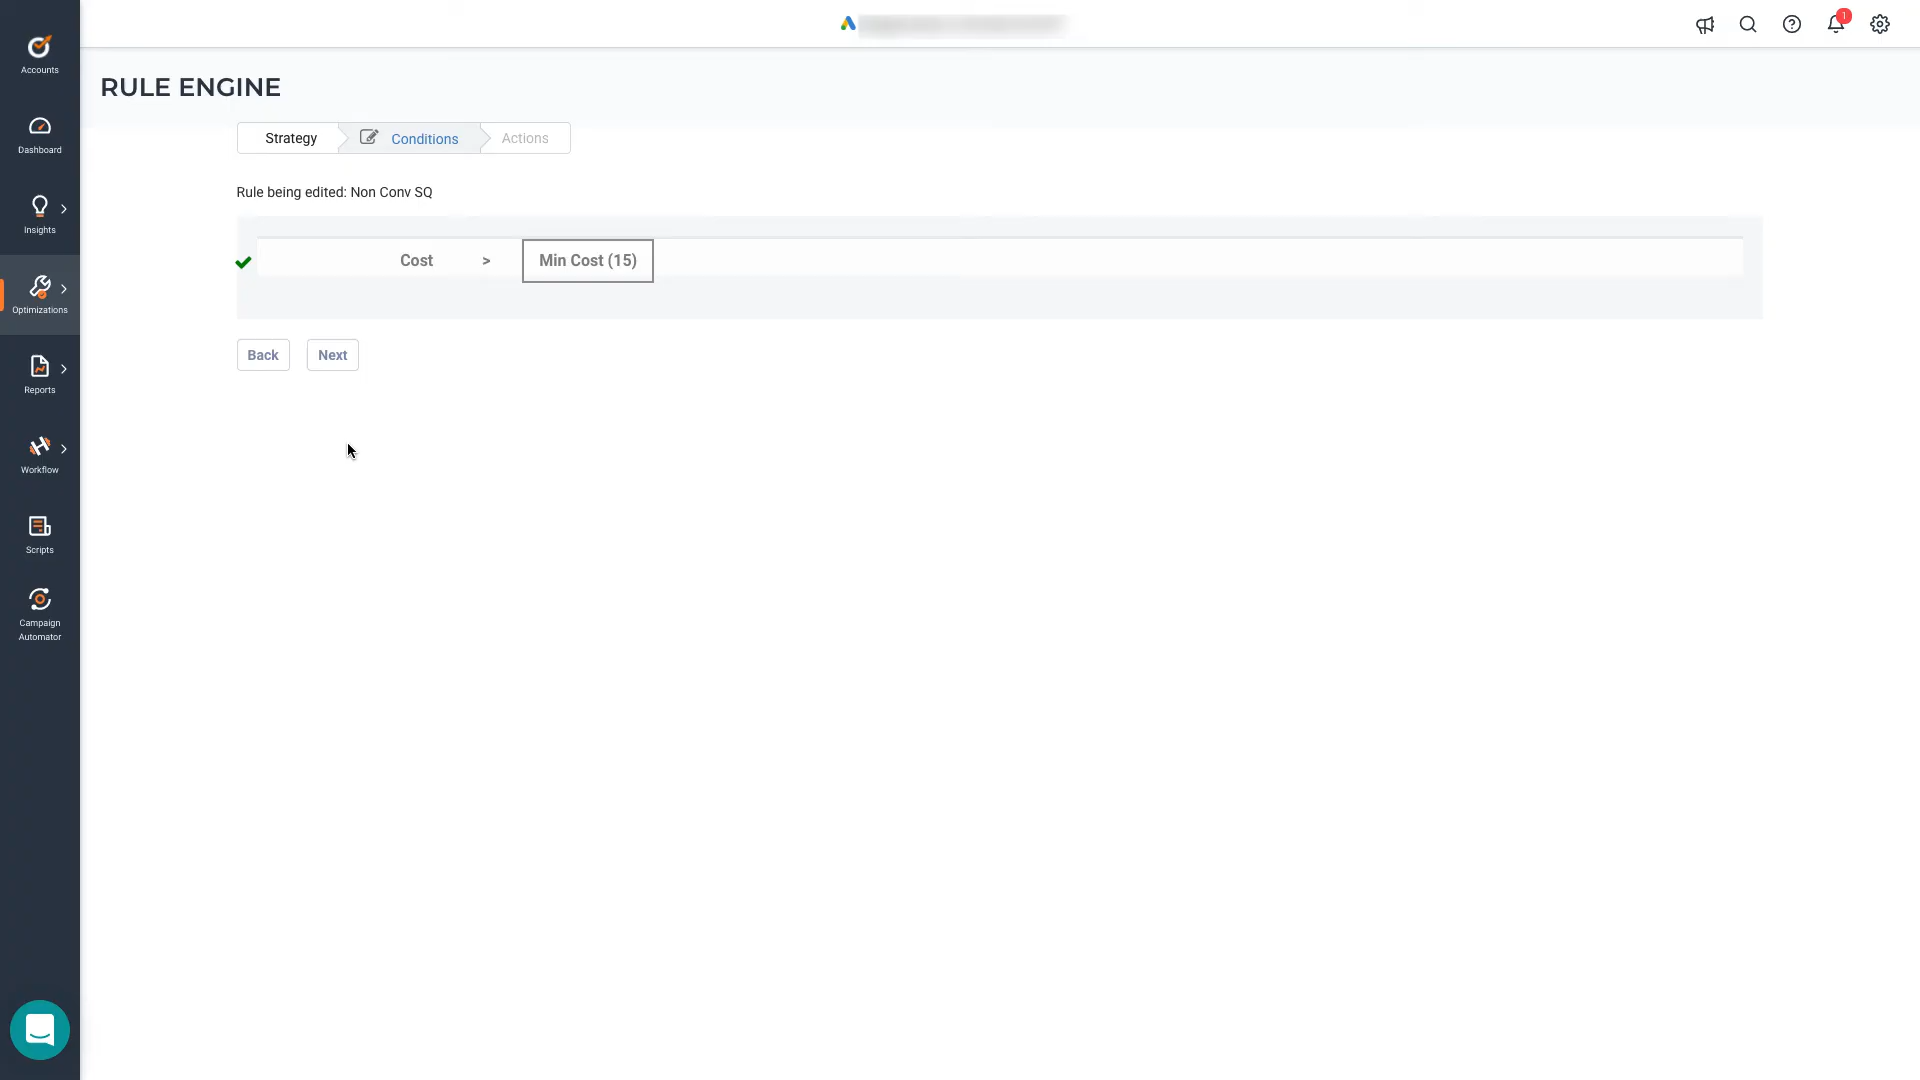 1
Accounts
RULE ENGINE
Strategy
Conditions
Actions
Dashboard
Rule being edited: Non Conv SQ
Insights
Cost > Min Cost (15)
Optimizations
Back
Next
Reports
Workflow
Scripts
Campaign
Automator